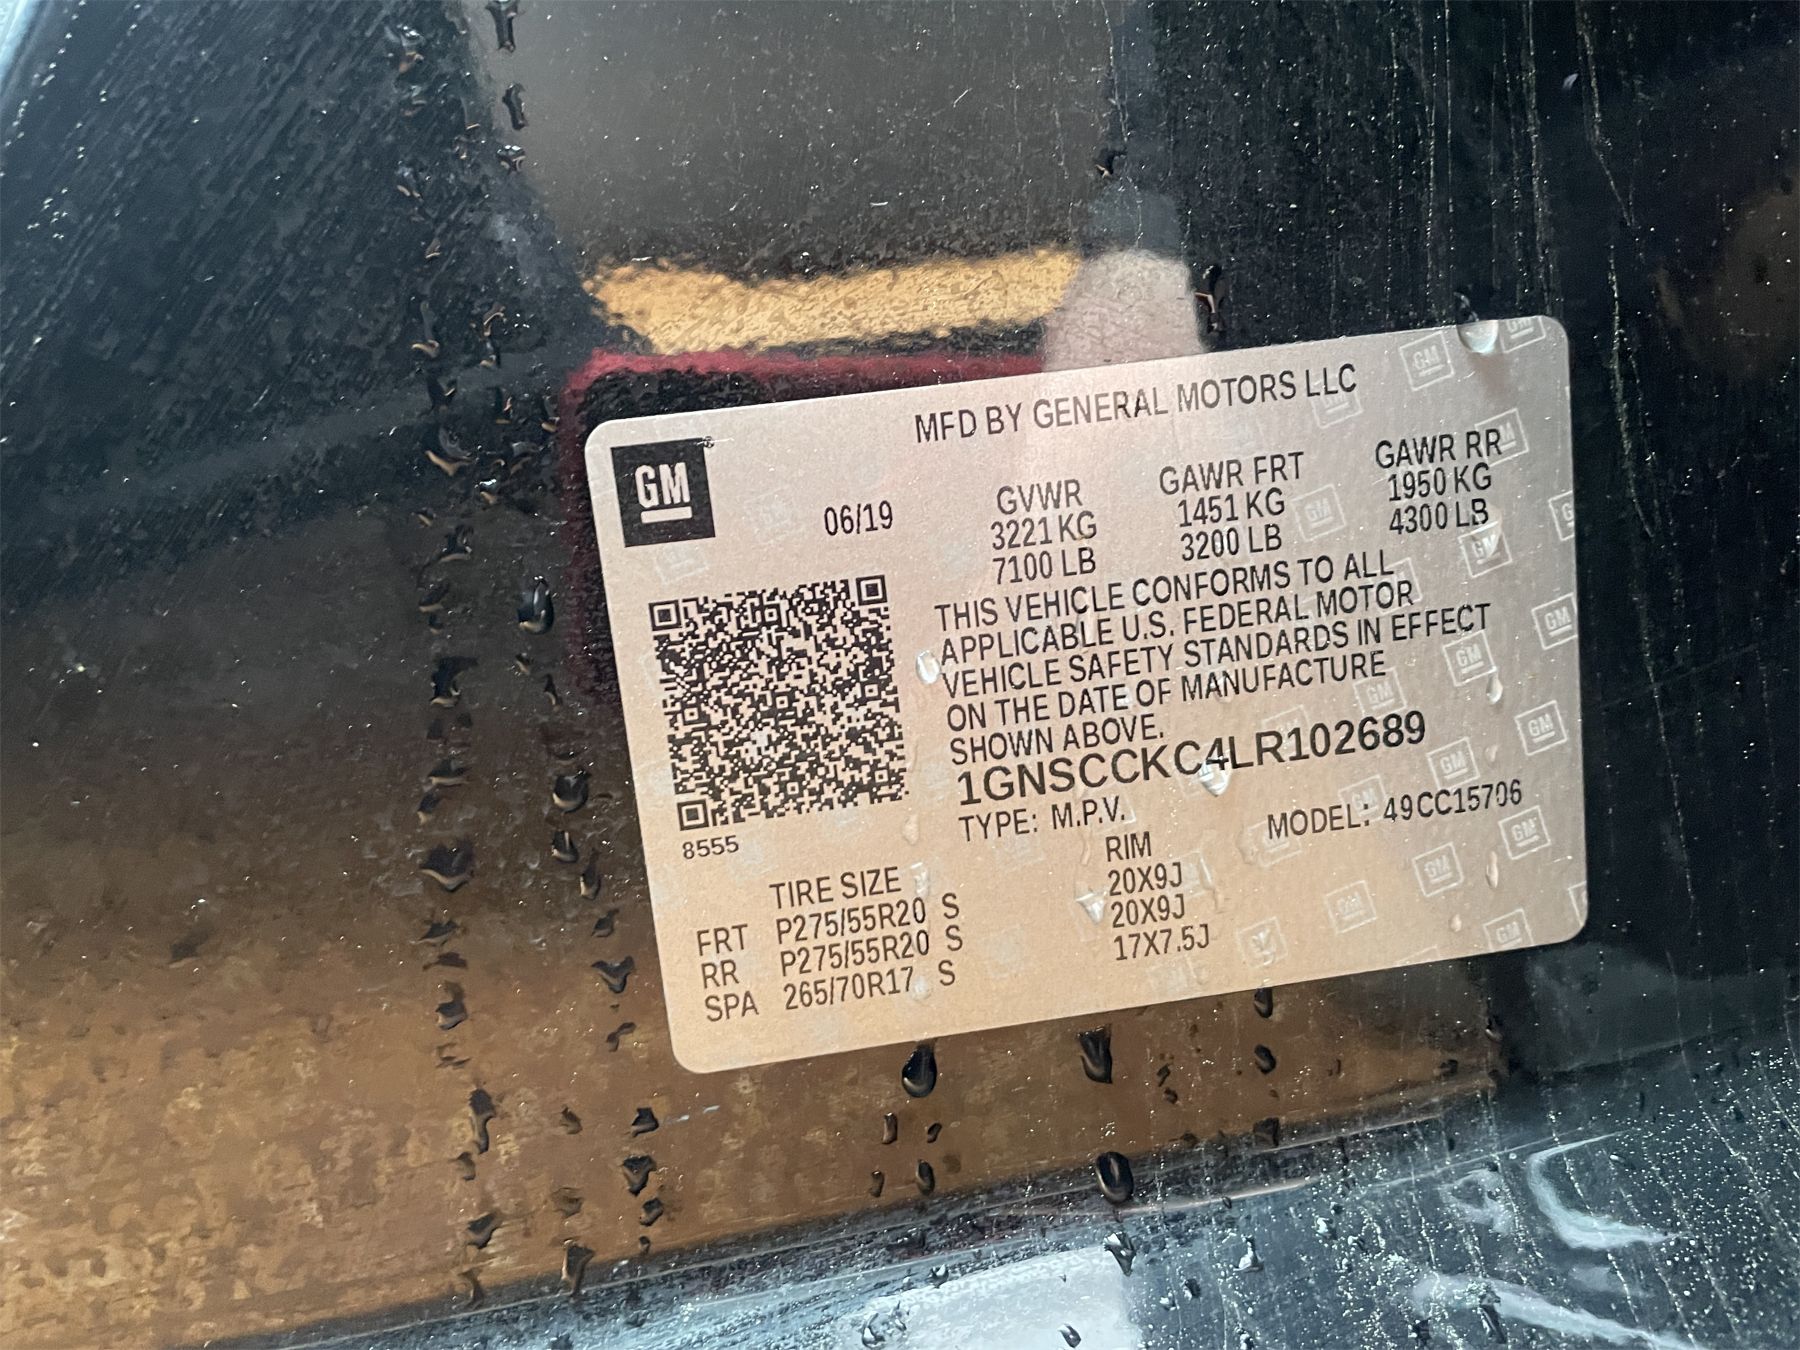 MFD BY GENERAL MOTORS LLC
GM
06/19
GVWR GAWR FRT GAWR RR
3221 KG 1451 KG 1950 KG
7100 LB 3200 LB 4300 LB
THIS VEHICLE CONFORMS TO ALL
APPLICABLE U.S. FEDERAL MOTOR
VEHICLE SAFETY STANDARDS IN EFFECT
ON THE DATE OF MANUFACTURE
SHOWN ABOVE.
1GNSCCKC4LR102689
TYPE: M.P.V. MODEL: 49CC15706
8555
TIRE SIZE RIM
FRT P275/55R20 S 20X9J
RR P275/55R20 S 20X9J
SPA 265/70R17 S 17X7.5J